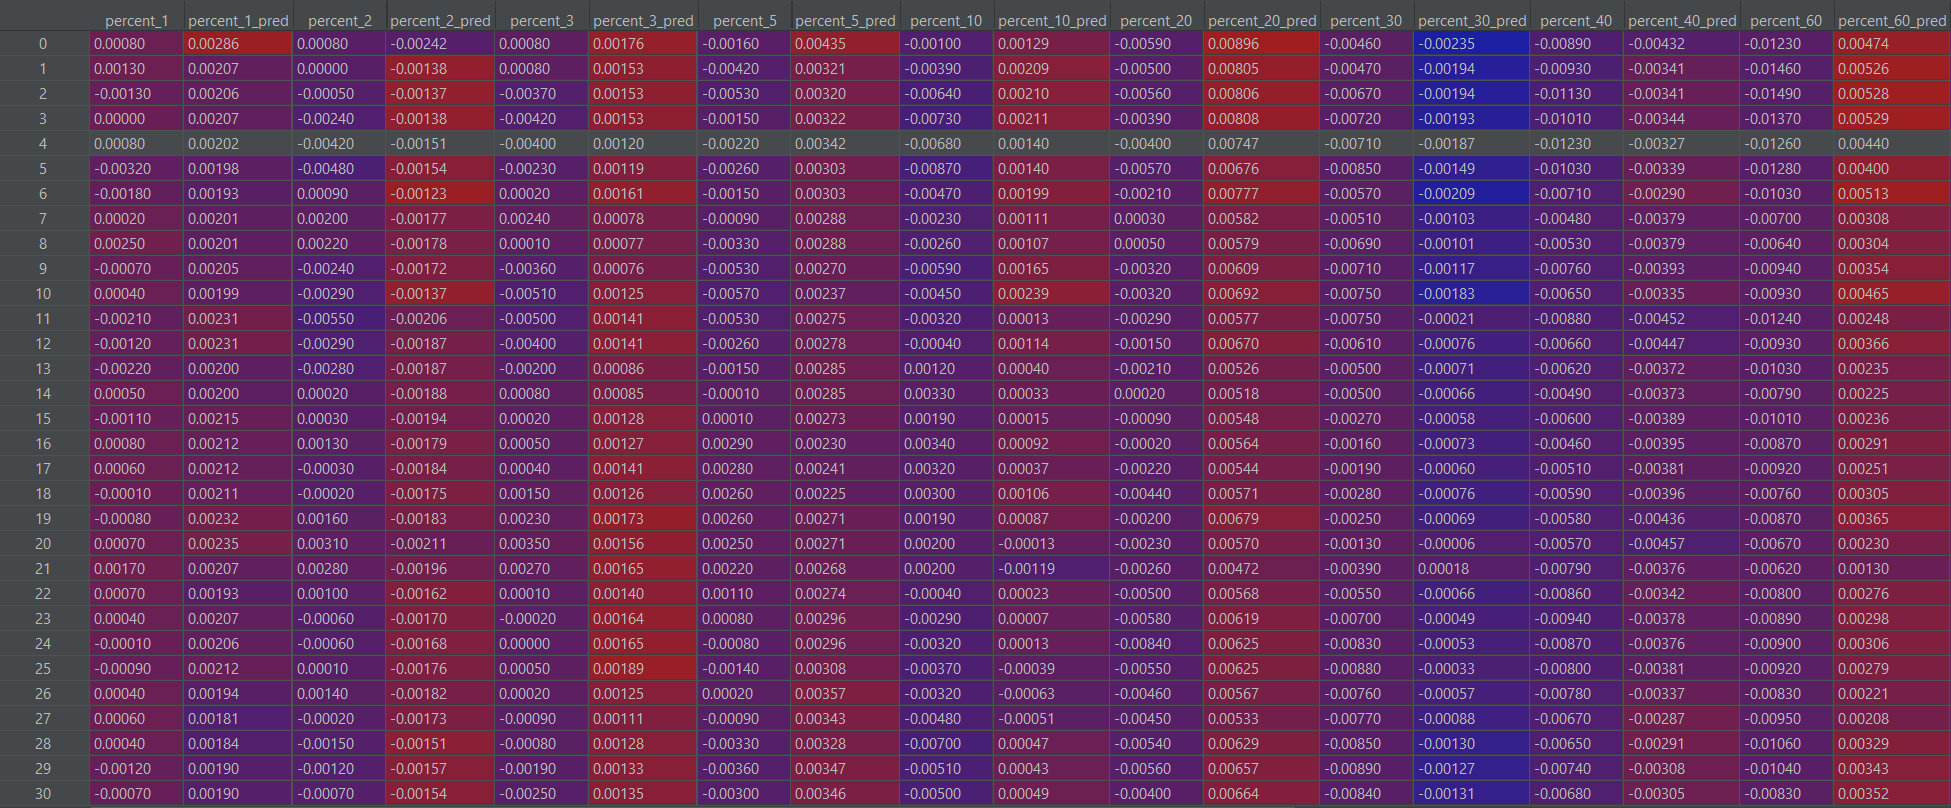 percent_1 percent_1_pred percent_2 percent_2_pred percent_3 percent_3_pred percent_5 percent_5_pred percent_10 percent_10_pred percent_20 percent_20_pred percent_30 percent_30_pred percent_40 percent_40_pred percent_60 percent_60_pred
0 0.00080 0.00286 0.00080 -0.00242 0.00080 0.00176 -0.00160 0.00435 -0.00100 0.00129 -0.00590 0.00896 -0.00460 -0.00235 -0.00890 -0.00432 -0.01230 0.00474
1 0.00130 0.00207 0.00000 -0.00138 0.00080 0.00153 -0.00420 0.00321 -0.00390 0.00209 -0.00500 0.00805 -0.00470 -0.00194 -0.00930 -0.00341 -0.01460 0.00526
2 -0.00130 0.00206 -0.00050 -0.00137 -0.00370 0.00153 -0.00530 0.00320 -0.00640 0.00210 -0.00560 0.00806 -0.00670 -0.00194 -0.01130 -0.00341 -0.01490 0.00528
3 0.00000 0.00207 -0.00240 -0.00138 -0.00420 0.00153 -0.00150 0.00322 -0.00730 0.00211 -0.00390 0.00808 -0.00720 -0.00193 -0.01010 -0.00344 -0.01370 0.00529
4 0.00080 0.00202 -0.00420 -0.00151 -0.00400 0.00120 -0.00220 0.00342 -0.00680 0.00140 -0.00400 0.00747 -0.00710 -0.00187 -0.01230 -0.00327 -0.01260 0.00440
5 -0.00320 0.00198 -0.00480 -0.00154 -0.00230 0.00119 -0.00260 0.00303 -0.00870 0.00140 -0.00570 0.00676 -0.00850 -0.00149 -0.01030 -0.00339 -0.01280 0.00400
6 -0.00180 0.00193 0.00090 -0.00123 0.00020 0.00161 -0.00150 0.00303 -0.00470 0.00199 -0.00210 0.00777 -0.00570 -0.00209 -0.00710 -0.00290 -0.01030 0.00513
7 0.00020 0.00201 0.00200 -0.00177 0.00240 0.00078 -0.00090 0.00288 -0.00230 0.00111 0.00030 0.00582 -0.00510 -0.00103 -0.00480 -0.00379 -0.00700 0.00308
8 0.00250 0.00201 0.00220 -0.00178 0.00010 0.00077 -0.00330 0.00288 -0.00260 0.00107 0.00050 0.00579 -0.00690 -0.00101 -0.00530 -0.00379 -0.00640 0.00304
9 -0.00070 0.00205 -0.00240 -0.00172 -0.00360 0.00076 -0.00530 0.00270 -0.00590 0.00165 -0.00320 0.00609 -0.00710 -0.00117 -0.00760 -0.00393 -0.00940 0.00354
10 0.00040 0.00199 -0.00290 -0.00137 -0.00510 0.00125 -0.00570 0.00237 -0.00450 0.00239 -0.00320 0.00692 -0.00750 -0.00183 -0.00650 -0.00335 -0.00930 0.00465
11 -0.00210 0.00231 -0.00550 -0.00206 -0.00500 0.00141 -0.00530 0.00275 -0.00320 0.00013 -0.00290 0.00577 -0.00750 -0.00021 -0.00880 -0.00452 -0.01240 0.00248
12 -0.00120 0.00231 -0.00290 -0.00187 -0.00400 0.00141 -0.00260 0.00278 -0.00040 0.00114 -0.00150 0.00670 -0.00610 -0.00076 -0.00660 -0.00447 -0.00930 0.00366
13 -0.00220 0.00200 -0.00280 -0.00187 -0.00200 0.00086 -0.00150 0.00285 0.00120 0.00040 -0.00210 0.00526 -0.00500 -0.00071 -0.00620 -0.00372 -0.01030 0.00235
14 0.00050 0.00200 0.00020 -0.00188 0.00080 0.00085 -0.00010 0.00285 0.00330 0.00033 0.00020 0.00518 -0.00500 -0.00066 -0.00490 -0.00373 -0.00790 0.00225
15 -0.00110 0.00215 0.00030 -0.00194 0.00020 0.00128 0.00010 0.00273 0.00190 0.00015 -0.00090 0.00548 -0.00270 -0.00058 -0.00600 -0.00389 -0.01010 0.00236
16 0.00080 0.00212 0.00130 -0.00179 0.00050 0.00127 0.00290 0.00230 0.00340 0.00092 -0.00020 0.00564 -0.00160 -0.00073 -0.00460 -0.00395 -0.00870 0.00291
17 0.00060 0.00212 -0.00030 -0.00184 0.00040 0.00141 0.00280 0.00241 0.00320 0.00037 -0.00220 0.00544 -0.00190 -0.00060 -0.00510 -0.00381 -0.00920 0.00251
18 -0.00010 0.00211 -0.00020 -0.00175 0.00150 0.00126 0.00260 0.00225 0.00300 0.00106 -0.00440 0.00571 -0.00280 -0.00076 -0.00590 -0.00396 -0.00760 0.00305
19 -0.00080 0.00232 0.00160 -0.00183 0.00230 0.00173 0.00260 0.00271 0.00190 0.00087 -0.00200 0.00679 -0.00250 -0.00069 -0.00580 -0.00436 -0.00870 0.00365
20 0.00070 0.00235 0.00310 -0.00211 0.00350 0.00156 0.00250 0.00271 0.00200 -0.00013 -0.00230 0.00570 -0.00130 -0.00006 -0.00570 -0.00457 -0.00670 0.00230
21 0.00170 0.00207 0.00280 -0.00196 0.00270 0.00165 0.00220 0.00268 0.00200 -0.00119 -0.00260 0.00472 -0.00390 0.00018 -0.00790 -0.00376 -0.00620 0.00130
22 0.00070 0.00193 0.00100 -0.00162 0.00010 0.00140 0.00110 0.00274 -0.00040 0.00023 -0.00500 0.00568 -0.00550 -0.00066 -0.00860 -0.00342 -0.00800 0.00276
23 0.00040 0.00207 -0.00060 -0.00170 -0.00020 0.00164 0.00080 0.00296 -0.00290 0.00007 -0.00580 0.00619 -0.00700 -0.00049 -0.00940 -0.00378 -0.00890 0.00298
24 -0.00010 0.00206 -0.00060 -0.00168 0.00000 0.00165 -0.00080 0.00296 -0.00320 0.00013 -0.00840 0.00625 -0.00830 -0.00053 -0.00870 -0.00376 -0.00900 0.00306
25 -0.00090 0.00212 0.00010 -0.00176 0.00050 0.00189 -0.00140 0.00308 -0.00370 -0.00039 -0.00550 0.00625 -0.00880 -0.00033 -0.00800 -0.00381 -0.00920 0.00279
26 0.00040 0.00194 0.00140 -0.00182 0.00020 0.00125 0.00020 0.00357 -0.00320 -0.00063 -0.00460 0.00567 -0.00760 -0.00057 -0.00780 -0.00337 -0.00830 0.00221
27 0.00060 0.00181 -0.00020 -0.00173 -0.00090 0.00111 -0.00090 0.00343 -0.00480 -0.00051 -0.00450 0.00533 -0.00770 -0.00088 -0.00670 -0.00287 -0.00950 0.00208
28 0.00040 0.00184 -0.00150 -0.00151 -0.00080 0.00128 -0.00330 0.00328 -0.00700 0.00047 -0.00540 0.00629 -0.00850 -0.00130 -0.00650 -0.00291 -0.01060 0.00329
29 -0.00120 0.00190 -0.00120 -0.00157 -0.00190 0.00133 -0.00360 0.00347 -0.00510 0.00043 -0.00560 0.00657 -0.00890 -0.00127 -0.00740 -0.00308 -0.01040 0.00343
30 -0.00070 0.00190 -0.00070 -0.00154 -0.00250 0.00135 -0.00300 0.00346 -0.00500 0.00049 -0.00400 0.00664 -0.00840 -0.00131 -0.00680 -0.00305 -0.00830 0.00352